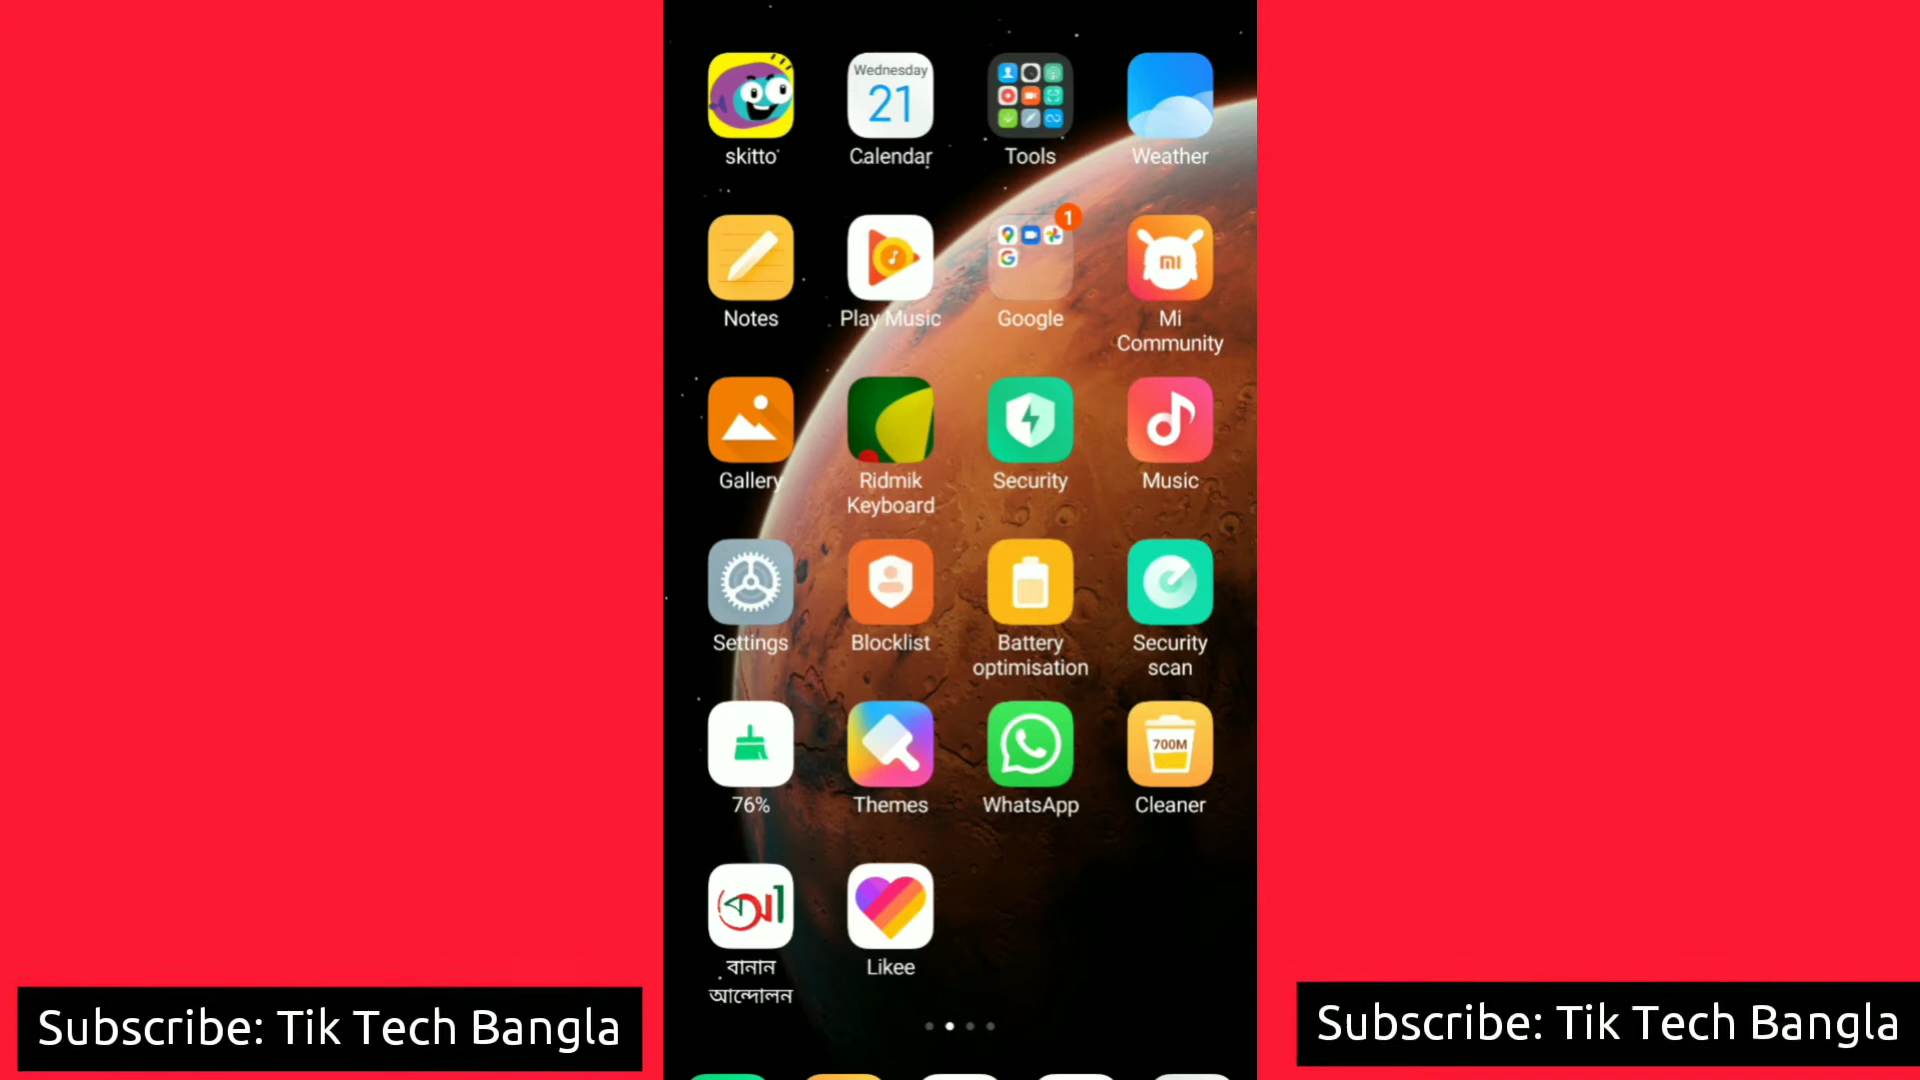 Wednesday
21
skitto
Calendar
Tools
Weather
1
mi
Notes
Play Music
Google
Mi
Community
Gallery
Ridmik
Keyboard
Security
Music
Settings
Blocklist
Battery
optimisation
Security
scan
700M
76%
Themes
WhatsApp
Cleaner
বানান
আন্দোলন
Likee
Subscribe: Tik Tech Bangla
Subscribe: Tik Tech Bangla